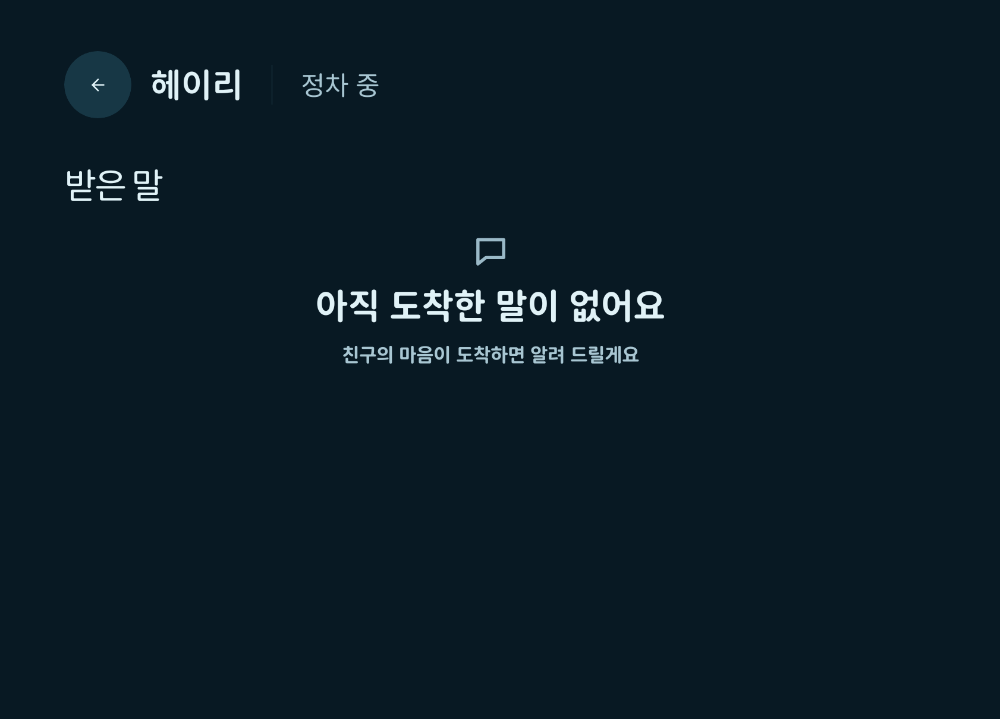 헤이리
정차 중
받은 말
아직 도착한 말이 없어요
친구의 마음이 도착하면 알려 드릴게요